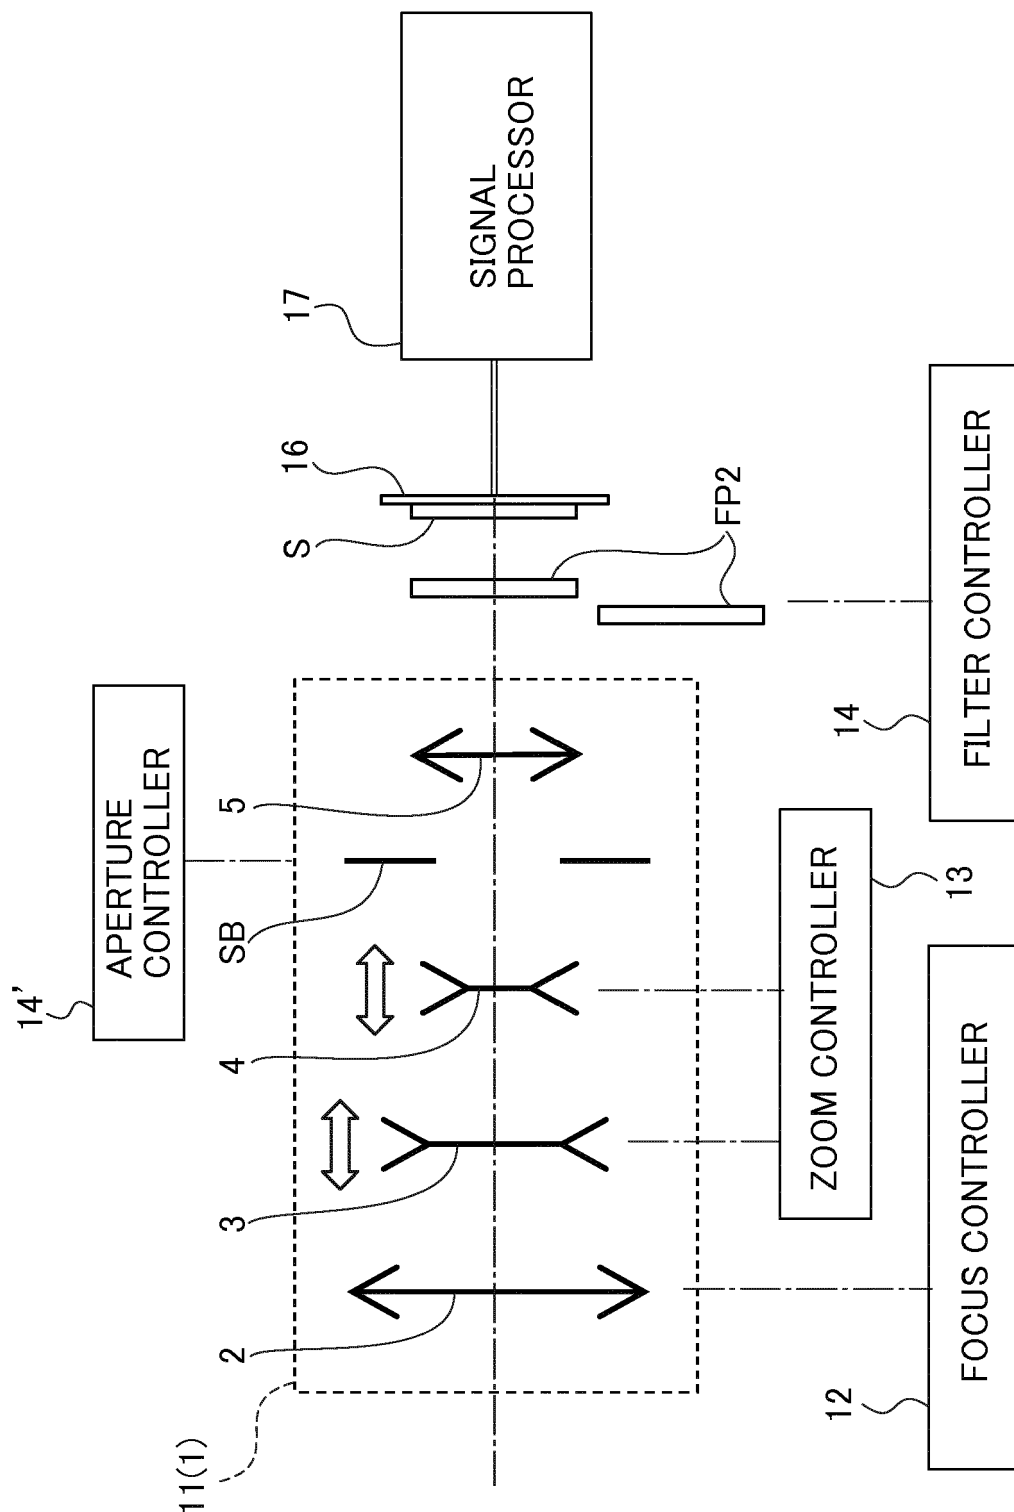 14'
APERTURE
CONTROLLER
11(1)
2
3
4
SB
5
S
16
17
SIGNAL
PROCESSOR
FP2
12
FOCUS CONTROLLER
ZOOM CONTROLLER
13
14
FILTER CONTROLLER